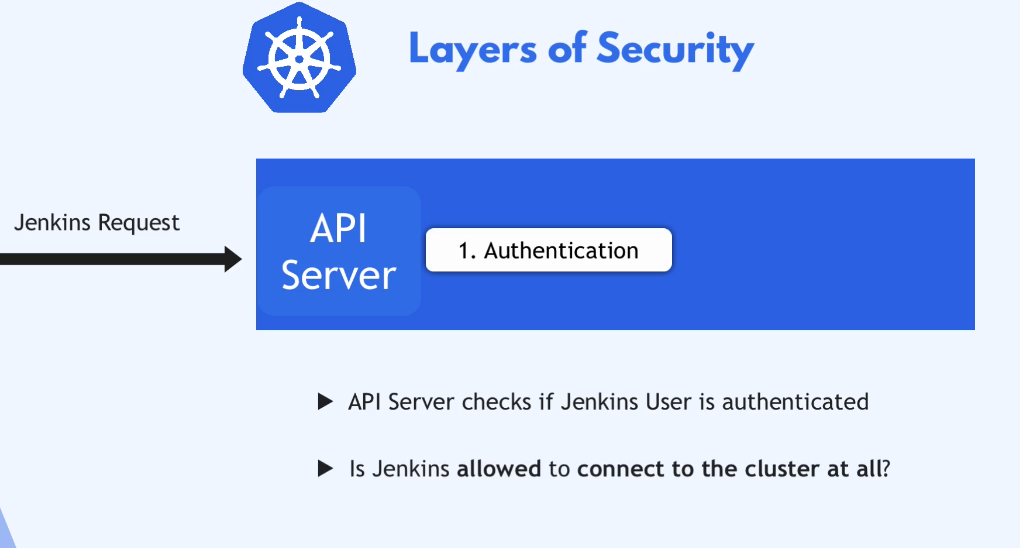 Layers of Security
Jenkins Request
API
Server
1. Authentication
API Server checks if Jenkins User is authenticated
Is Jenkins allowed to connect to the cluster at all?